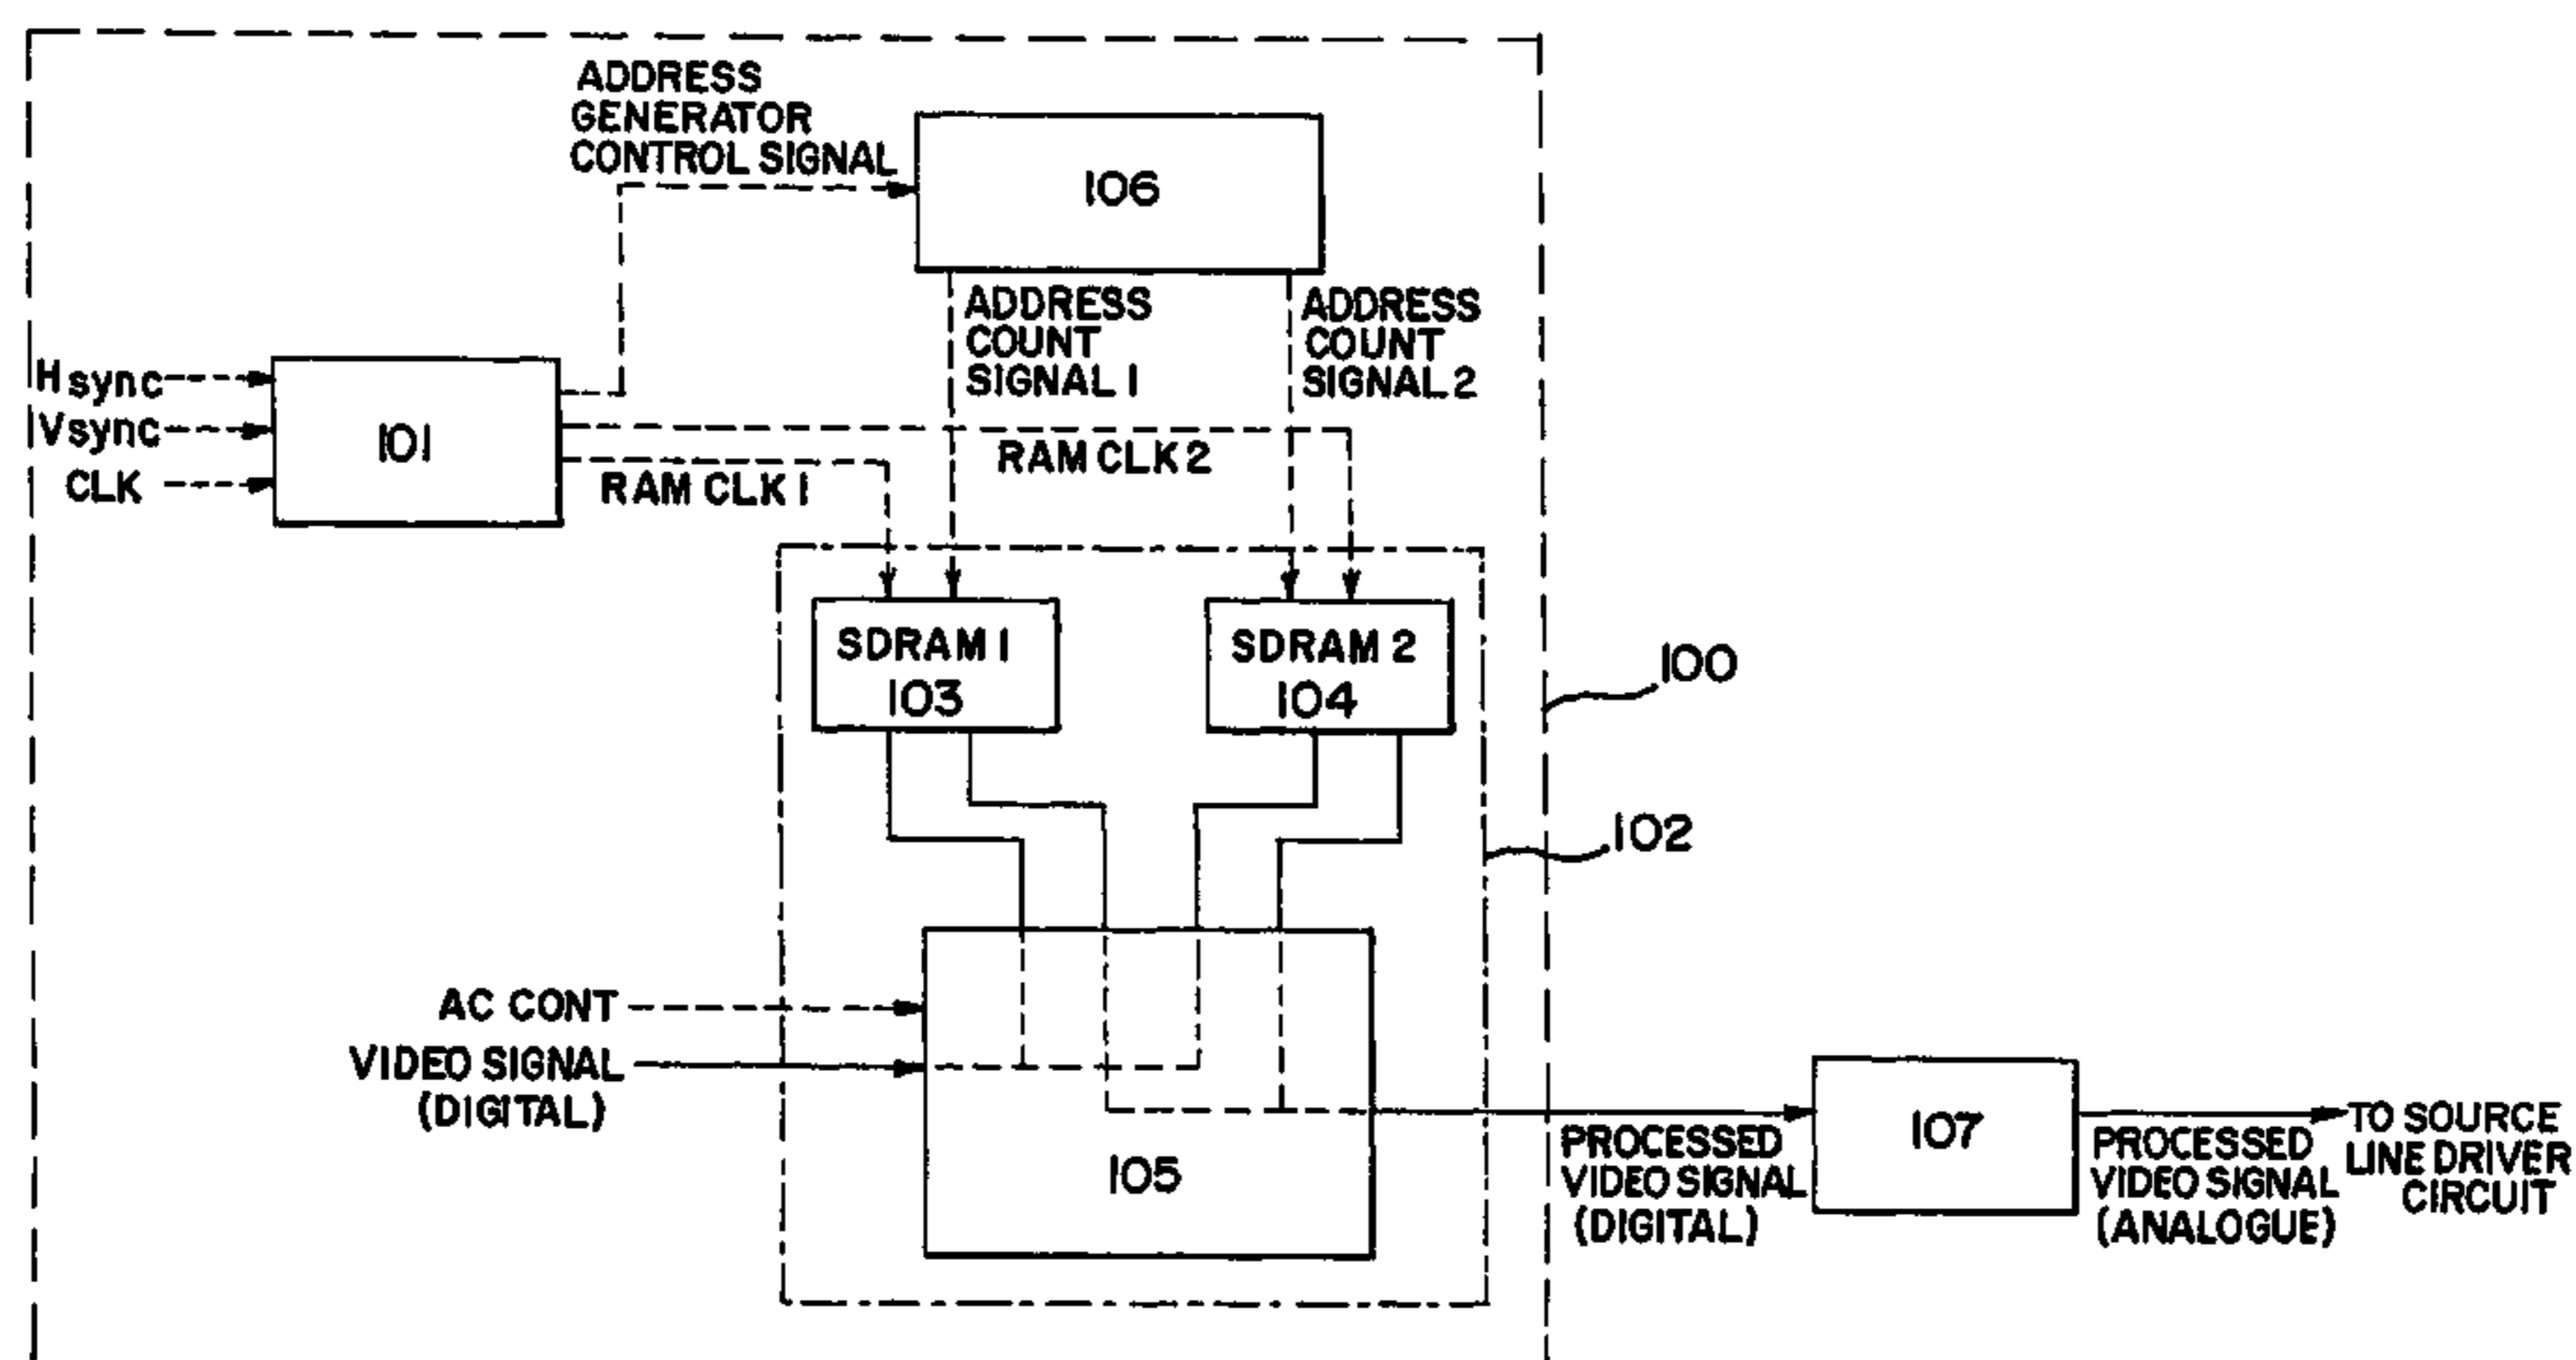 ADDRESS
GENERATOR
CONTROL SIGNAL
106
ADDRESS
COUNT
SIGNAL 1
ADDRESS
COUNT
SIGNAL 2
Hsync
Vsync
CLK
101
RAM CLK 2
RAM CLK 1
SDRAM 1
103
SDRAM 2
104
100
102
AC CONT
VIDEO SIGNAL
(DIGITAL)
105
PROCESSED
VIDEO SIGNAL
(DIGITAL)
107
PROCESSED
VIDEO SIGNAL
(ANALOGUE)
TO SOURCE
LINE DRIVER
CIRCUIT